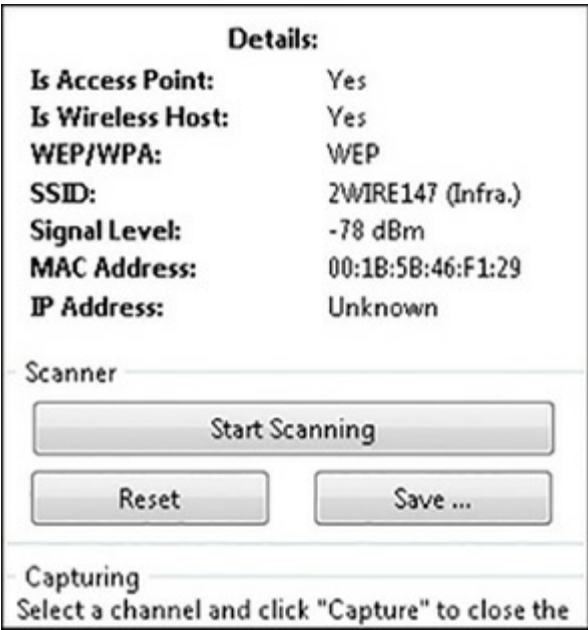 Details:
Is Access Point: Yes
Is Wireless Host: Yes
WEP/WPA: WEP
SSID: 2WIRE147 (Infra.)
Signal Level: -78 dBm
MAC Address: 00:1B:5B:46:F1:29
IP Address: Unknown
Scanner
Start Scanning
Reset Save ...
Capturing
Select a channel and click "Capture" to close the